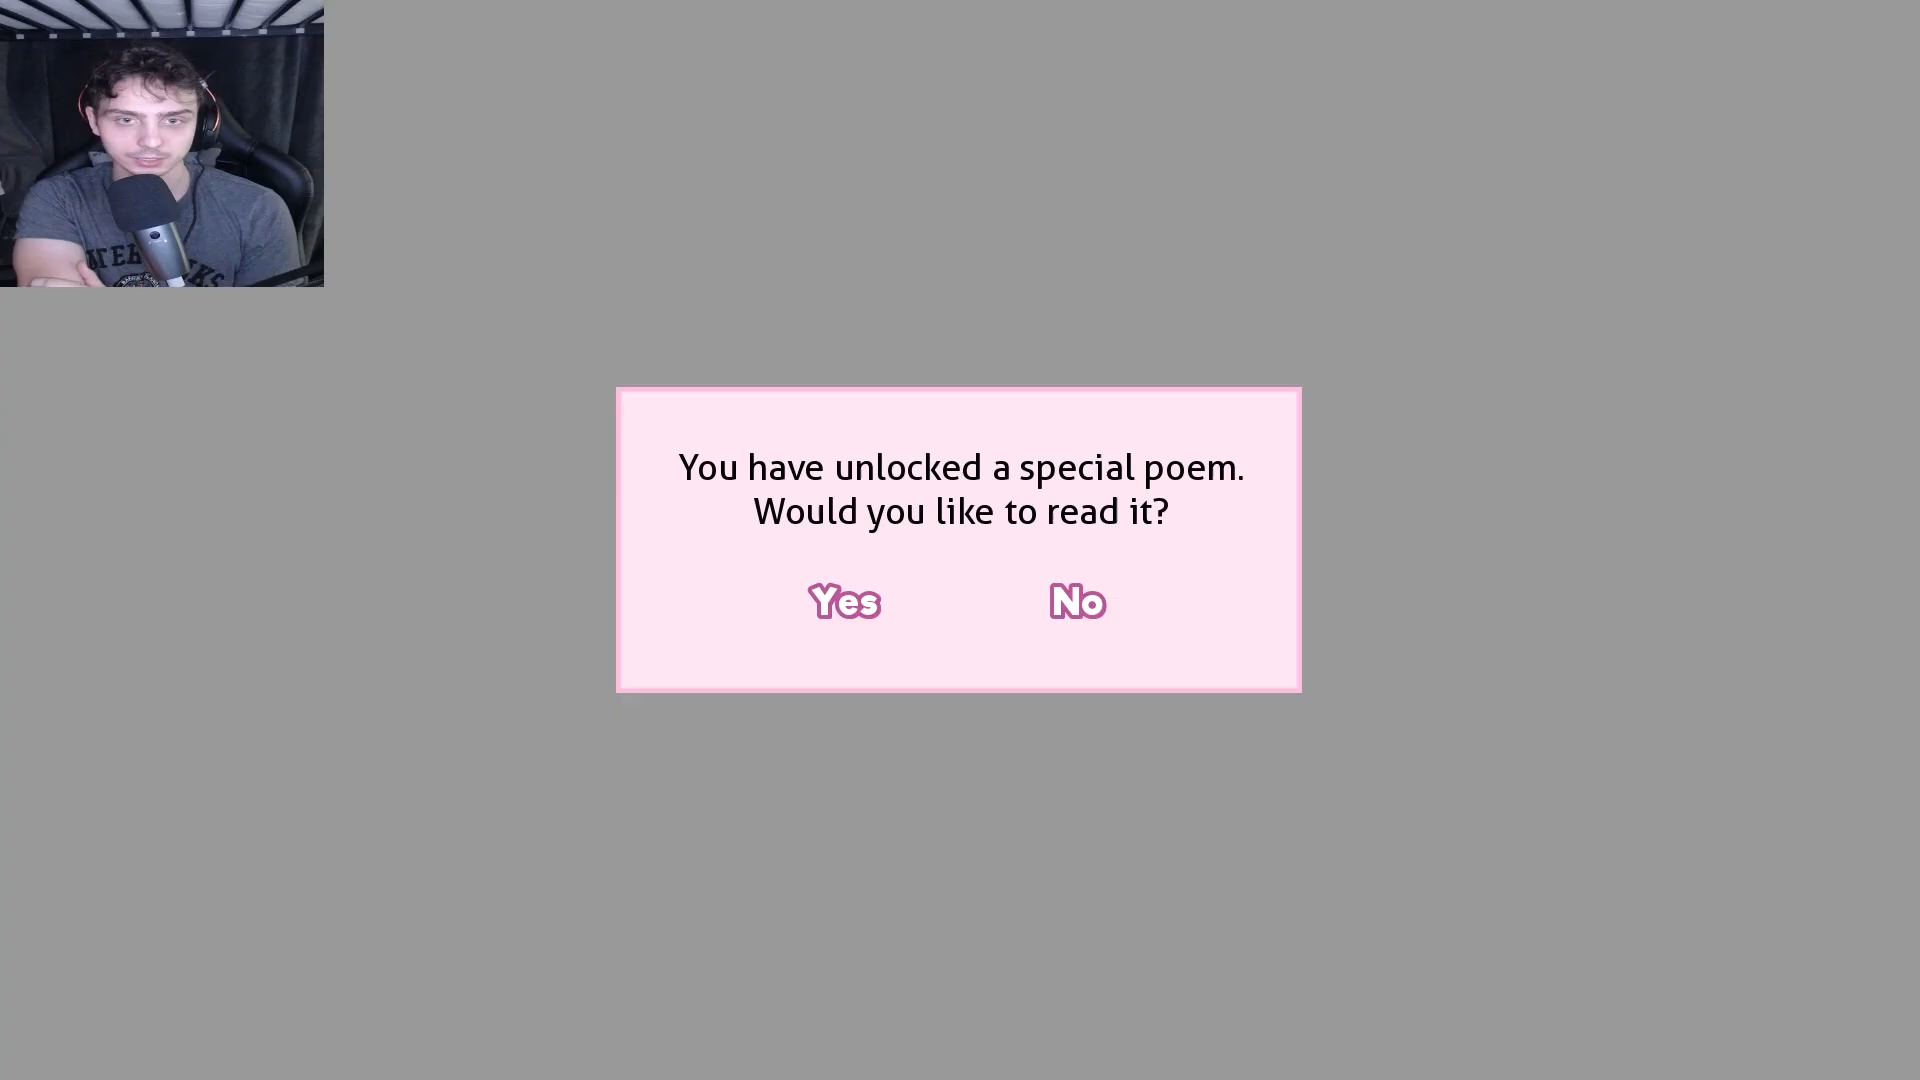 You have unlocked a special poem.
Would you like to read it?
Yes
No